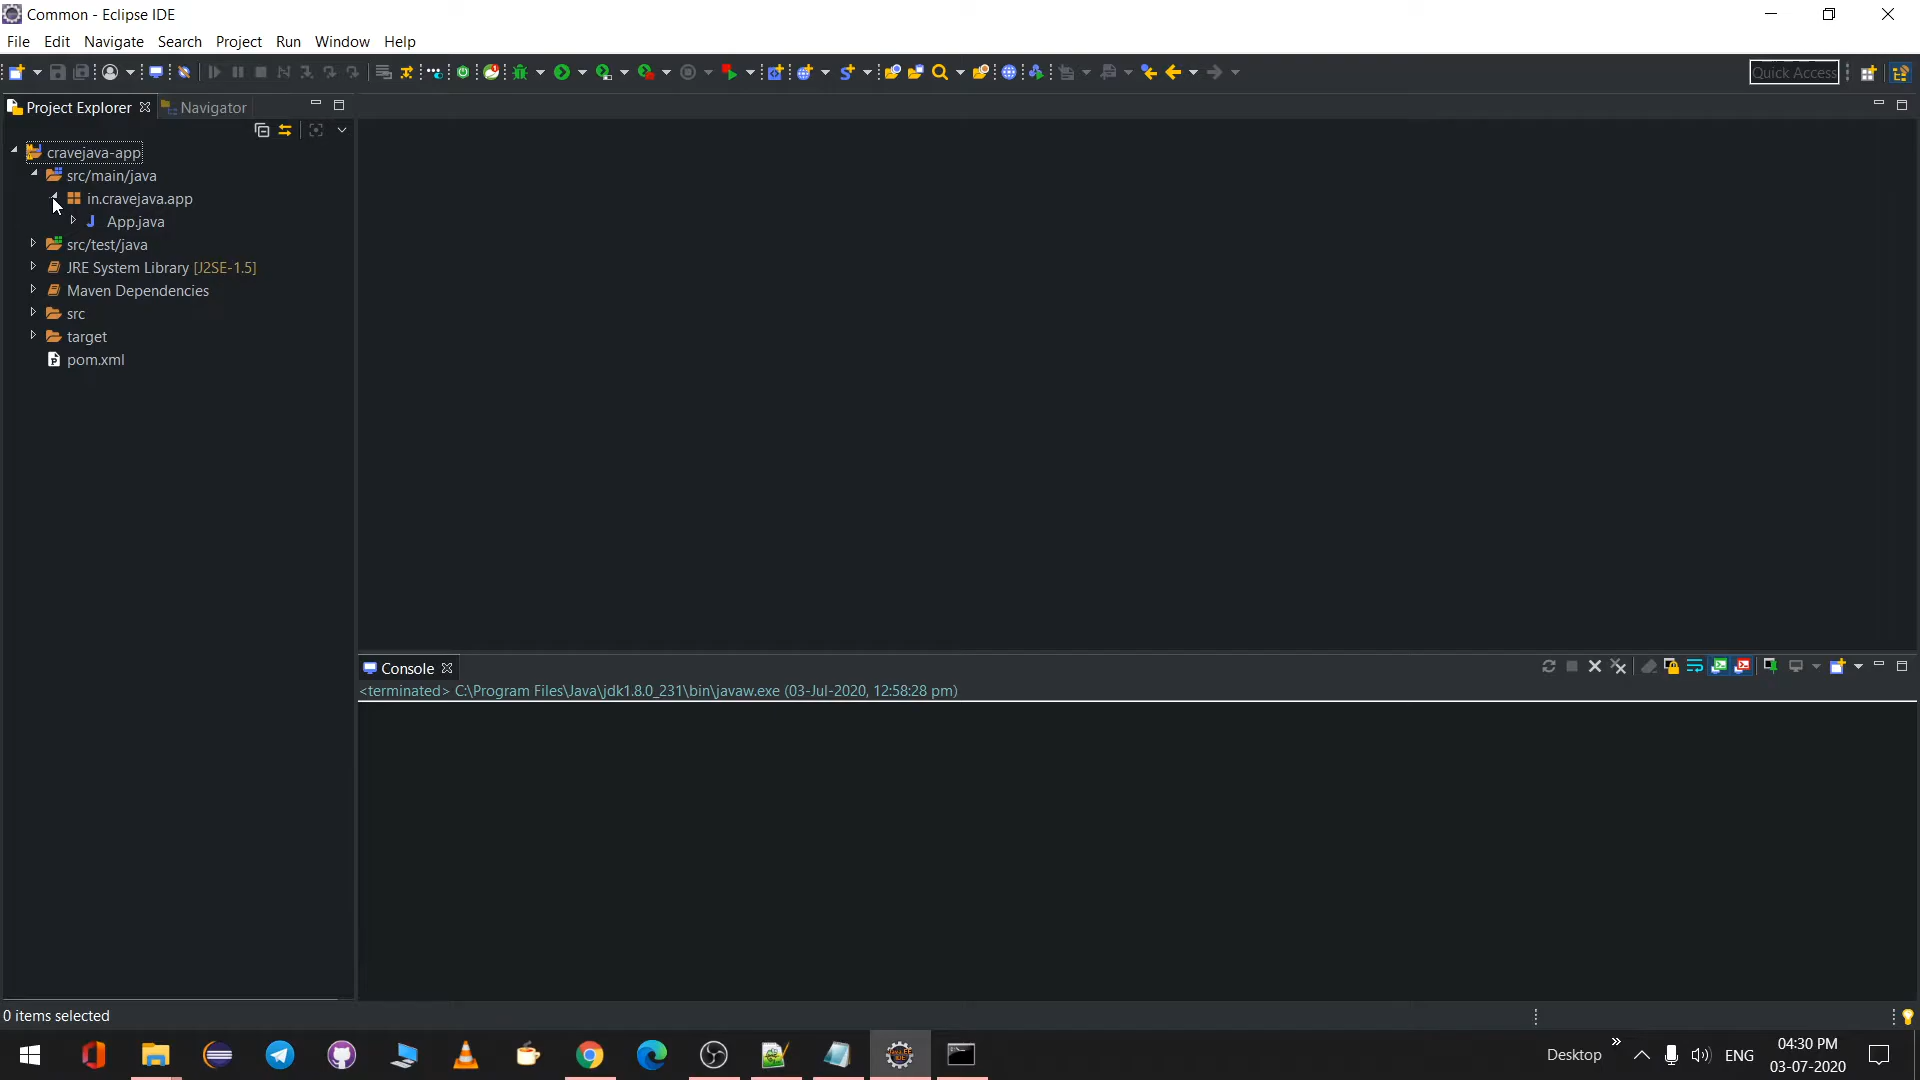 Common - Eclipse IDE
File Edit Navigate Search Project Run Window Help
Quick Access
Project Explorer Navigator
cravejava-app
src/main/java
in.cravejava.app
App.java
src/test/java
JRE System Library [J2SE-1.5]
Maven Dependencies
src
target
pom.xml
Console
<terminated> C:\Program Files\Java\jdk1.8.0_231\bin\javaw.exe (03-Jul-2020, 12:58:28 pm)
0 items selected
Desktop ENG 04:30 PM
03-07-2020